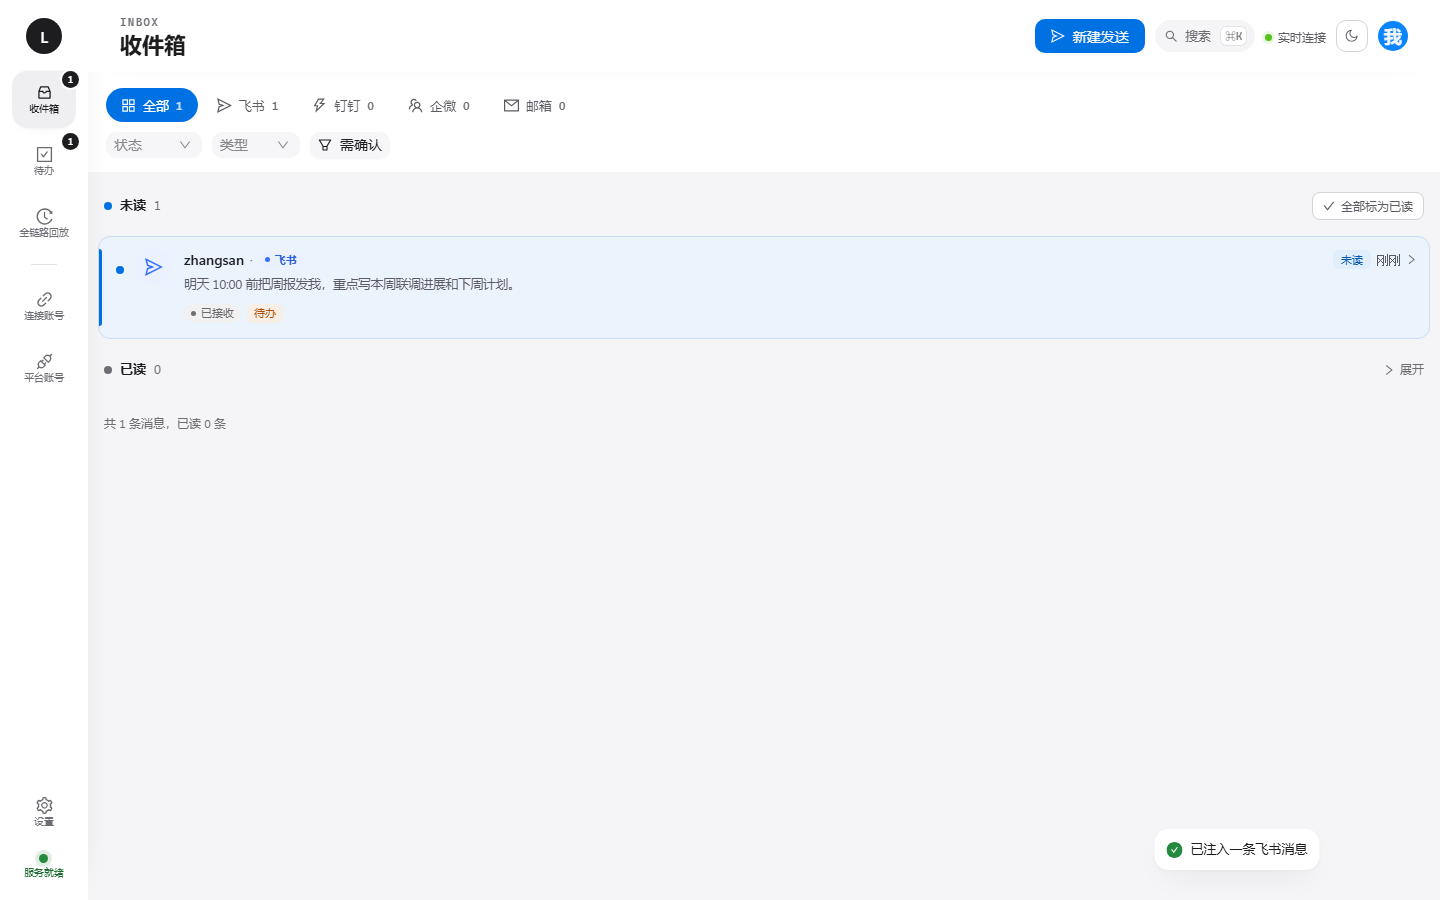 L
1
收件箱
1
待办
全链路回放
连接账号
平台账号
设置
服务就绪
INBOX
收件箱
新建发送
搜索 ⌘K
实时连接
我
全部 1
飞书 1
钉钉 0
企微 0
邮箱 0
状态
类型
需确认
未读 1
全部标为已读
zhangsan · 飞书
未读 刚刚
明天 10:00 前把周报发我，重点写本周联调进展和下周计划。
已接收 待办
已读 0
展开
共 1 条消息，已读 0 条
已注入一条飞书消息